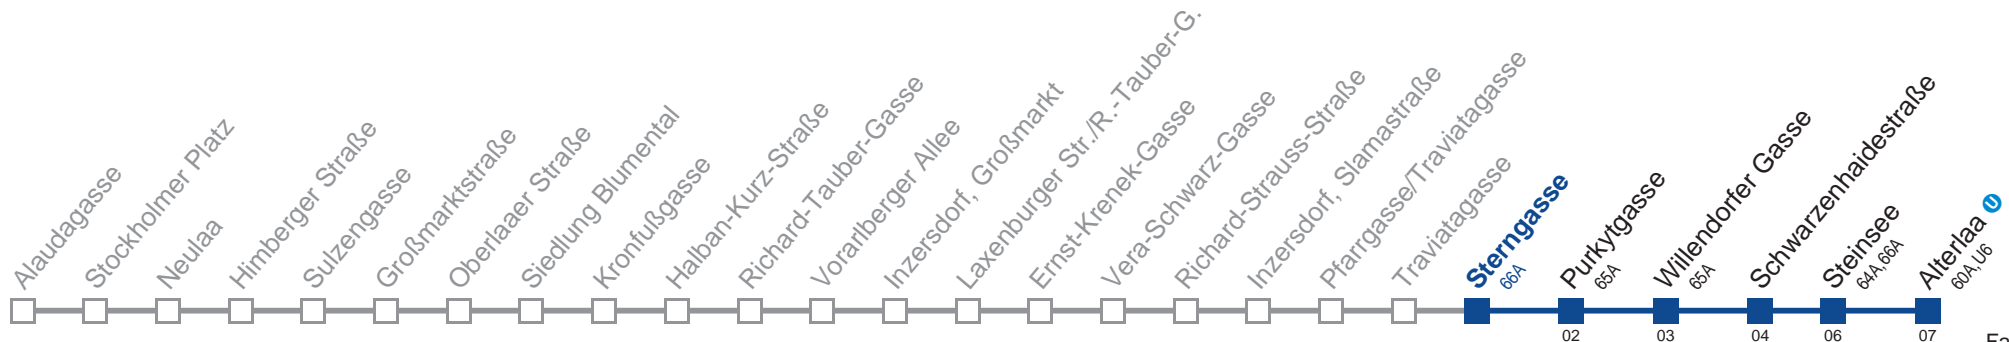 Alaudagasse
Stockholmer Platz
Neulaa
Himberger Straße
Sulzengasse
Großmarktstraße
Oberlaaer Straße
Siedlung Blumental
Kronfußgasse
Halban-Kurz-Straße
Richard-Tauber-Gasse
Vorarlberger Allee
Inzersdorf, Großmarkt
Laxenburger Str./R.-Tauber-G.
Ernst-Krenek-Gasse
Vera-Schwarz-Gasse
Richard-Strauss-Straße
Inzersdorf, Slamastraße
Pfarrgasse/Traviatagasse
Traviatagasse
Sterngasse
66A
Purkytgasse
65A
Willendorfer Gasse
65A
Schwarzenhaidestraße
Steinsee
64A, 66A
Alterlaa U
60A, U6
02 03 04 06 07